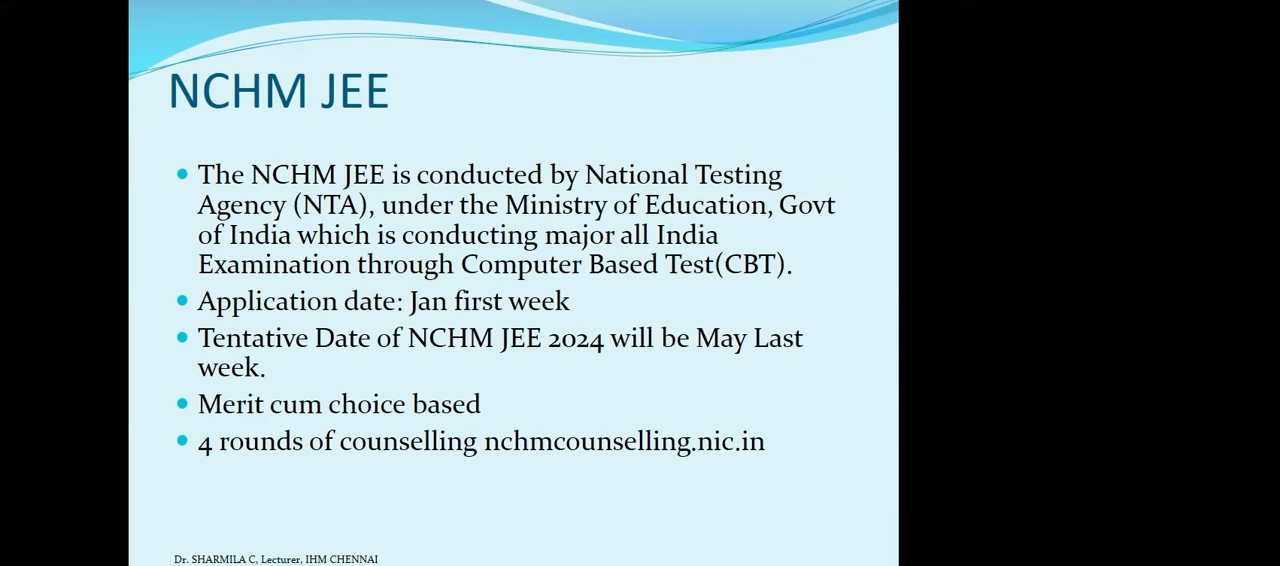 NCHM JEE
• The NCHM JEE is conducted by National Testing
Agency (NTA), under the Ministry of Education, Govt
of India which is conducting major all India
Examination through Computer Based Test(CBT).
• Application date: Jan first week
• Tentative Date of NCHM JEE 2024 will be May Last
week.
• Merit cum choice based
• 4 rounds of counselling nchmcounselling.nic.in
Dr. SHARMILA C, Lecturer, IHM CHENNAI